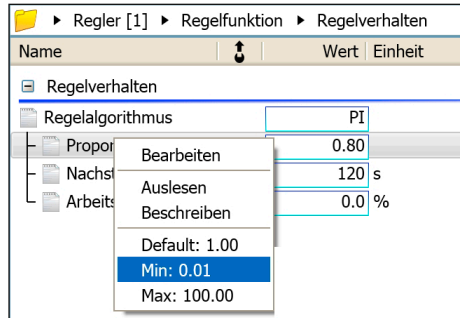 Regler [1] ▸ Regelfunktion ▸ Regelverhalten
Name Wert Einheit
Regelverhalten
Regelalgorithmus PI
Propor 0.80
Nachst 120 s
Arbeits 0.0 %
Bearbeiten
Auslesen
Beschreiben
Default: 1.00
Min: 0.01
Max: 100.00